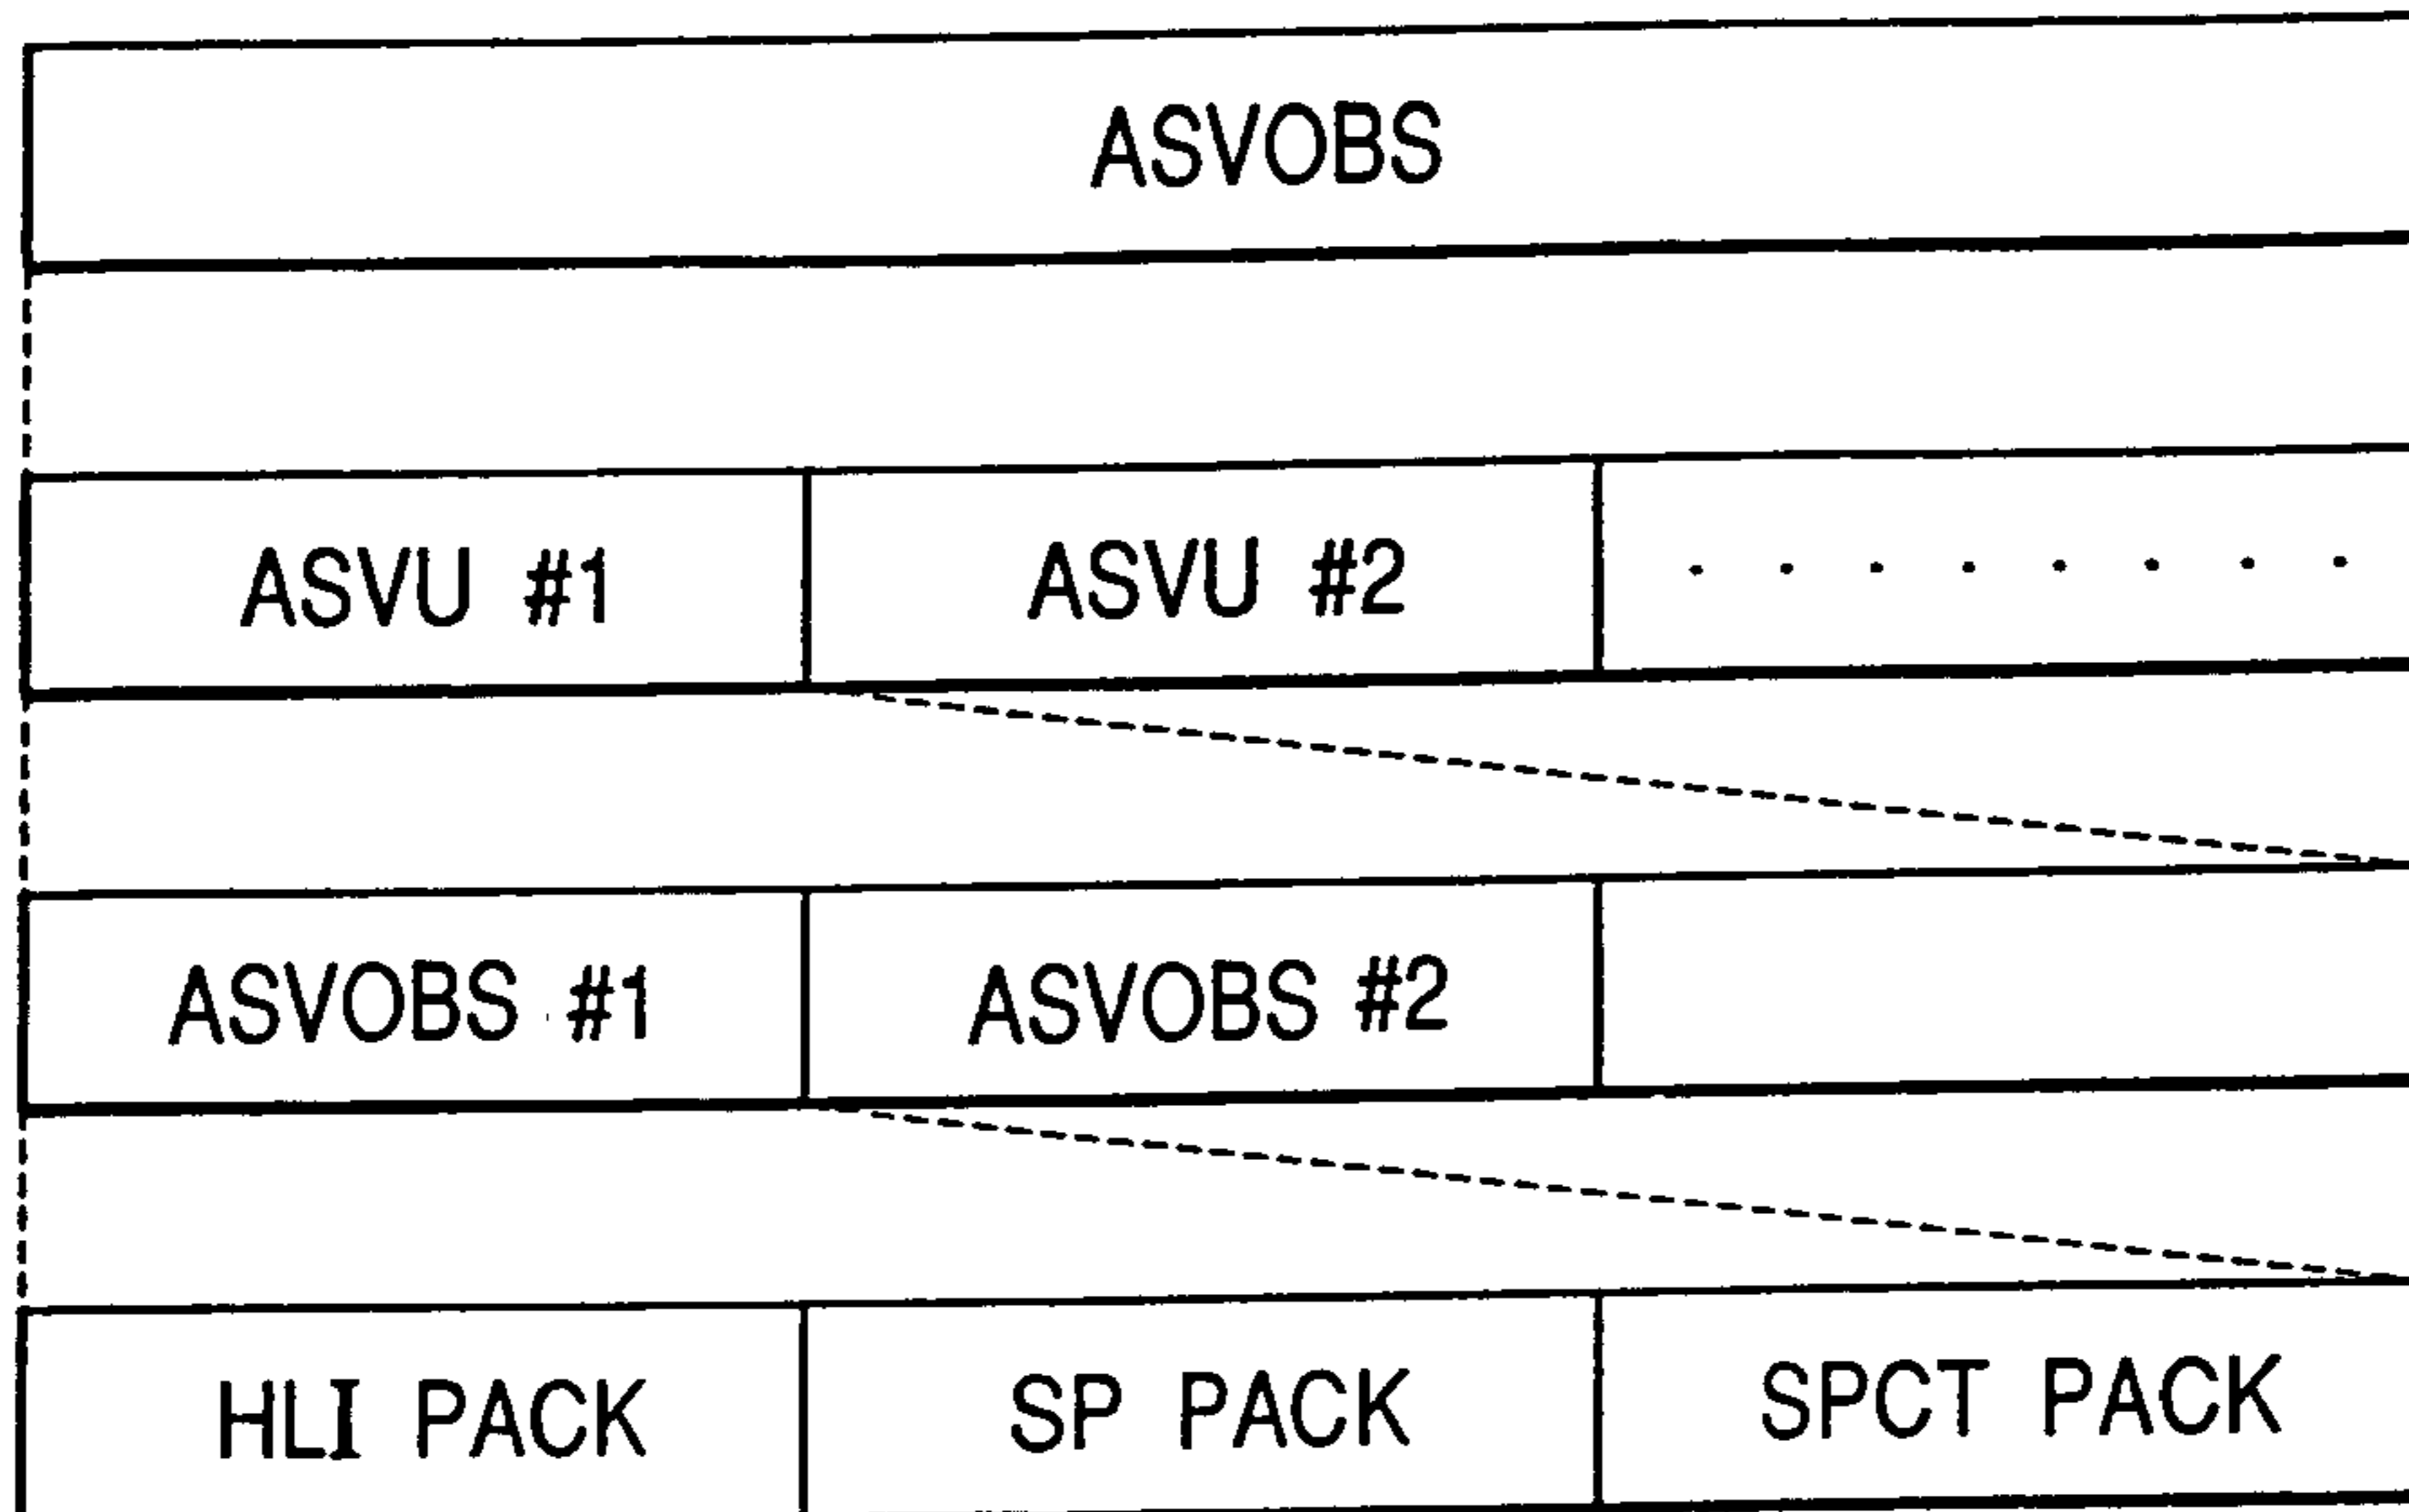 ASVOBS
ASVU #1 ASVU #2 . . . . . . . .
ASVOBS #1 ASVOBS #2
HLI PACK SP PACK SPCT PACK